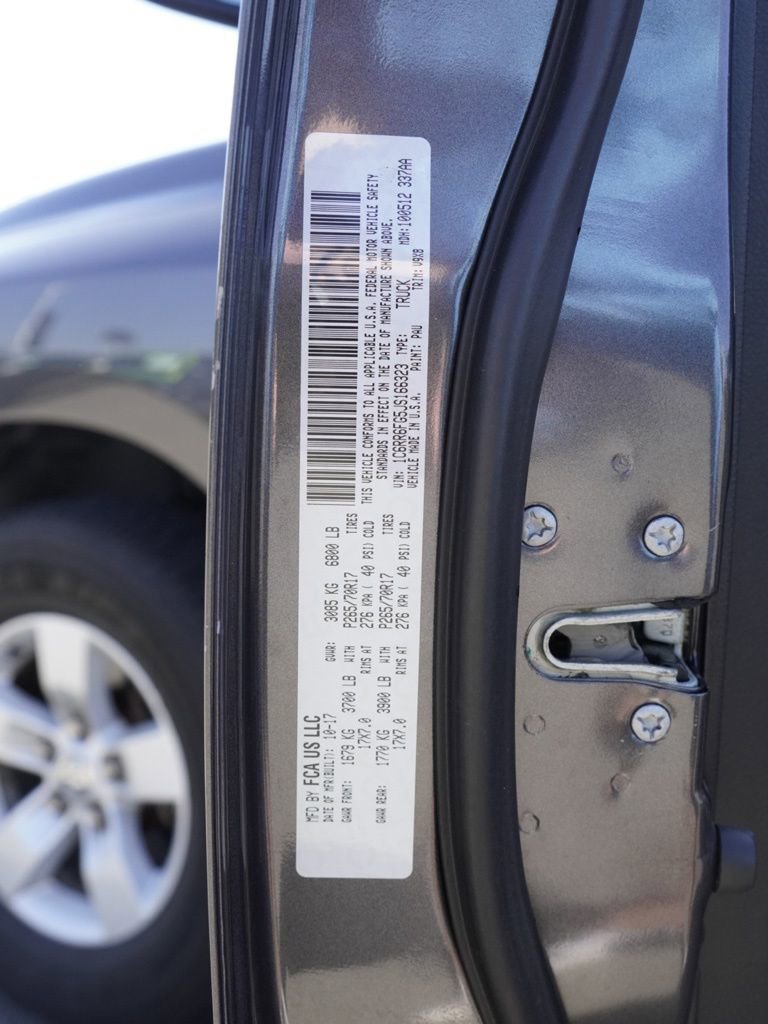 MFD BY FCA US LLC
DATE OF MFR(BUILT): 10-17 GVWR: 3085 KG 6800 LB
GAWR FRONT: 1679 KG 3700 LB WITH P265/70R17 TIRES
17X7.0 RIMS AT 276 KPA ( 40 PSI) COLD
GAWR REAR: 1770 KG 3900 LB WITH P265/70R17 TIRES
17X7.0 RIMS AT 276 KPA ( 40 PSI) COLD
THIS VEHICLE CONFORMS TO ALL APPLICABLE U.S.A. FEDERAL MOTOR VEHICLE SAFETY
STANDARDS IN EFFECT ON THE DATE OF MANUFACTURE SHOWN ABOVE.
VIN: 1C6RR6FG5JS166323 TYPE: TRUCK MDH:100512 337AA
VEHICLE MADE IN U.S.A. PAINT: PAU TRIM: V9X8